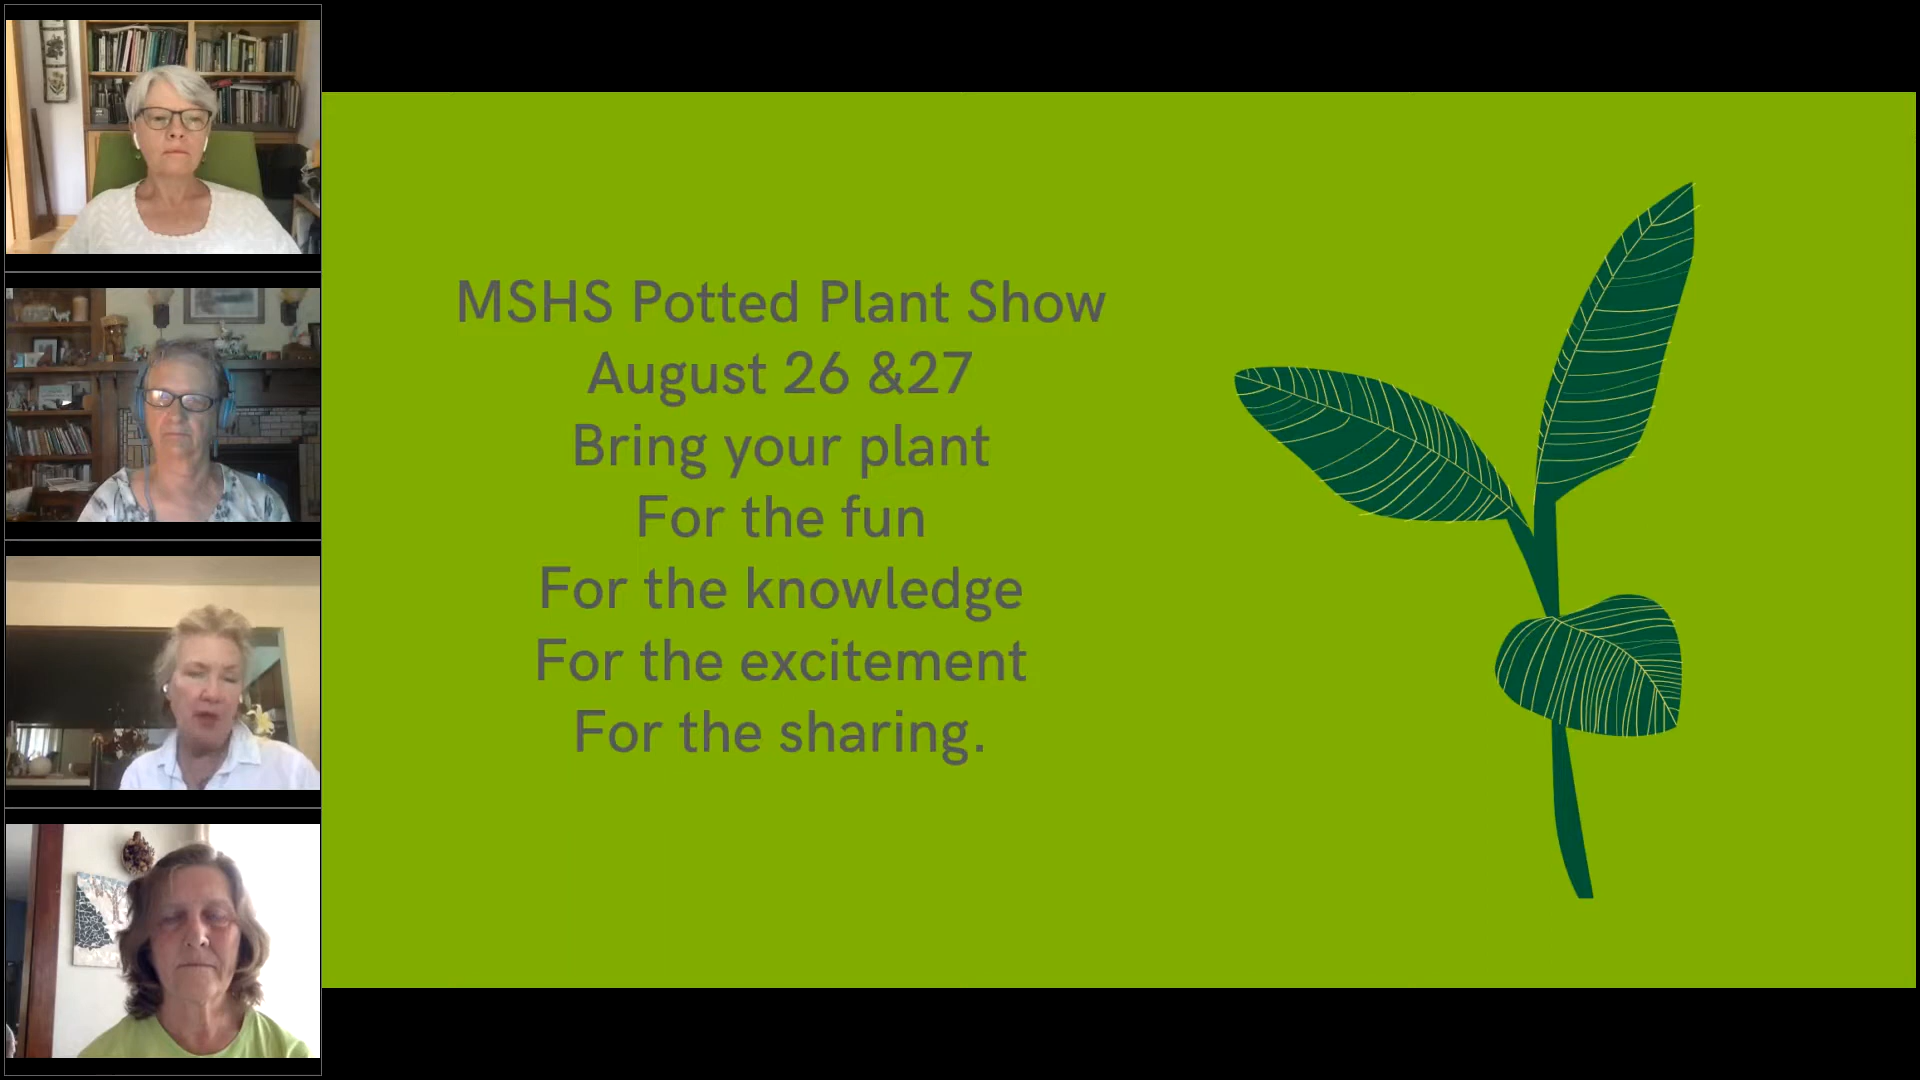 MSHS Potted Plant Show
August 26 &27
Bring your plant
For the fun
For the knowledge
For the excitement
For the sharing.